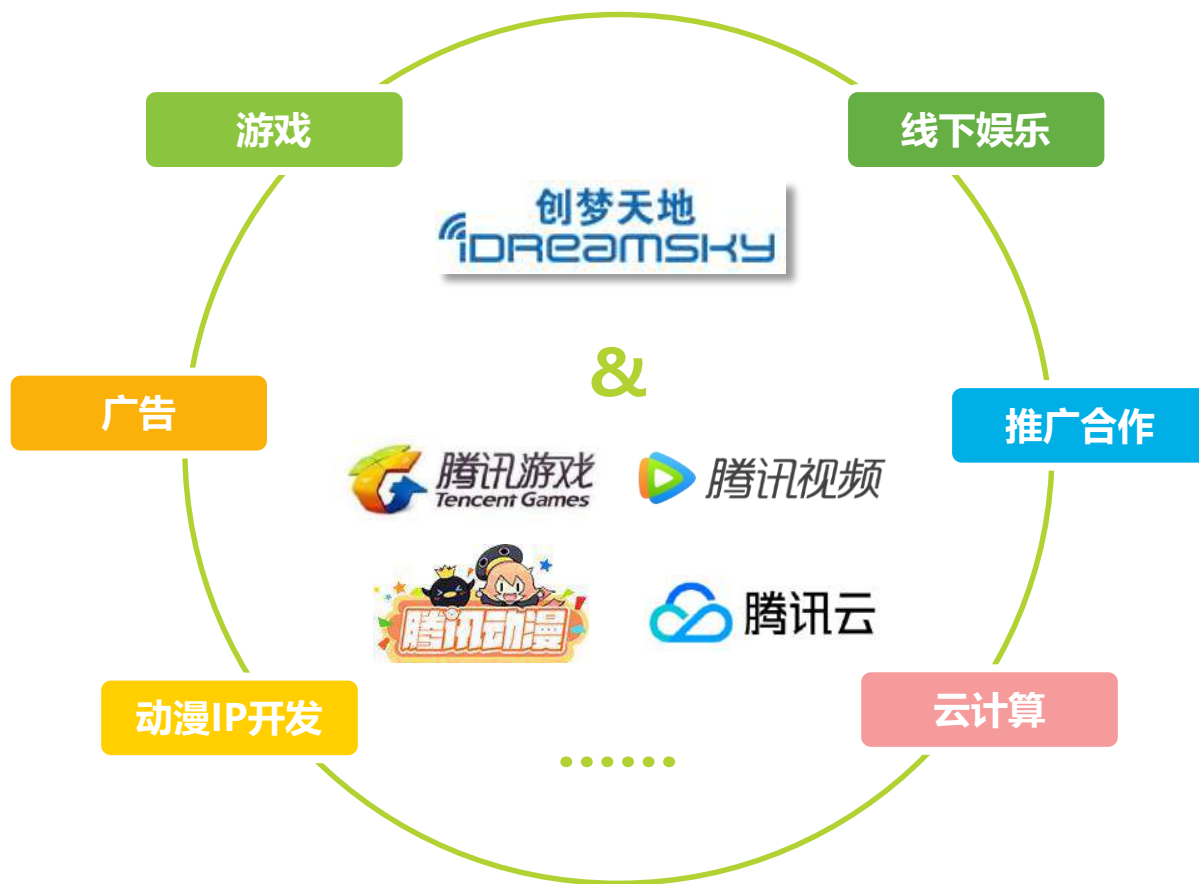 游戏
线下娱乐
创梦天地
iDREAMSKY
&
广告
推广合作
腾讯游戏
Tencent Games
腾讯视频
腾讯动漫
腾讯云
动漫IP开发
云计算
······